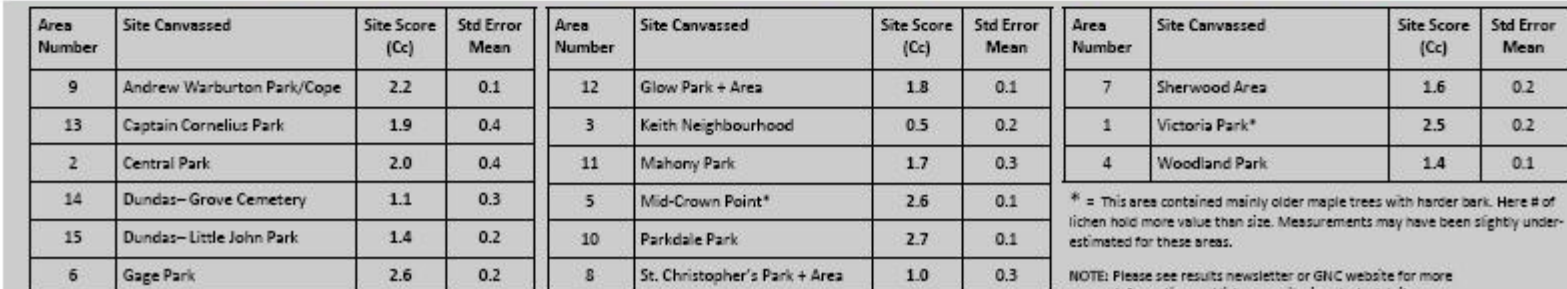 Area Number Site Canvassed Site Score (Cc) Std Error Mean
9 Andrew Warburton Park/Cope 2.2 0.1
13 Captain Cornelius Park 1.9 0.4
2 Central Park 2.0 0.4
14 Dundas– Grove Cemetery 1.1 0.3
15 Dundas– Little John Park 1.4 0.2
6 Gage Park 2.6 0.2
Area Number Site Canvassed Site Score (Cc) Std Error Mean
12 Glow Park + Area 1.8 0.1
3 Keith Neighbourhood 0.5 0.2
11 Mahony Park 1.7 0.3
5 Mid-Crown Point* 2.6 0.1
10 Parkdale Park 2.7 0.1
8 St. Christopher's Park + Area 1.0 0.3
Area Number Site Canvassed Site Score (Cc) Std Error Mean
7 Sherwood Area 1.6 0.2
1 Victoria Park* 2.5 0.2
4 Woodland Park 1.4 0.1
* = This area contained mainly older maple trees with harder bark. Here # of
lichen hold more value than size. Measurements may have been slightly under-
estimated for these areas.
NOTE: Please see results newsletter or GNC website for more